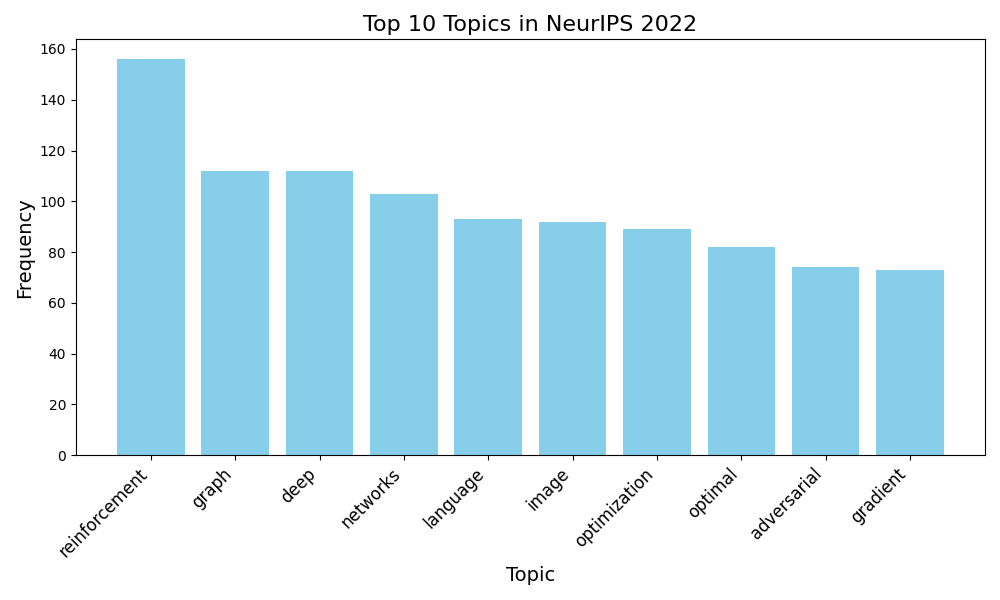 Top 10 Topics in NeurIPS 2022
Frequency
160
140
120
100
80
60
40
20
0
reinforcement
graph
deep
networks
language
image
optimization
optimal
adversarial
gradient
Topic